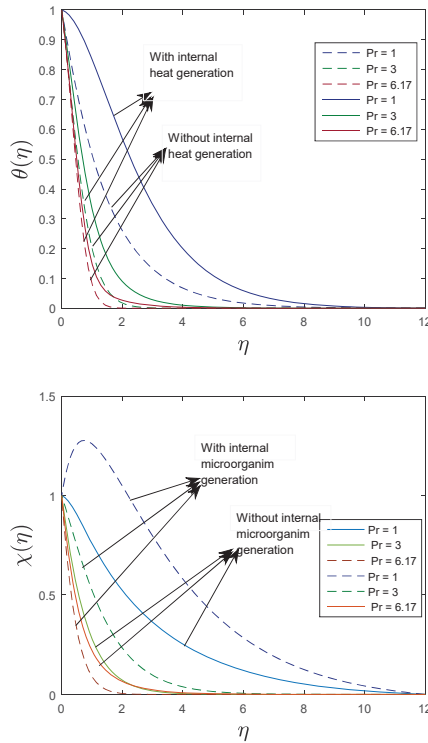 1
0.9
0.8
0.7
0.6
0.5
0.4
0.3
0.2
0.1
0
θ(η)
With internal
heat generation
Without internal
heat generation
Pr = 1
Pr = 3
Pr = 6.17
Pr = 1
Pr = 3
Pr = 6.17
0 2 4 6 8 10 12
η
1.5
1
0.5
0
χ(η)
With internal
microorganim
generation
Without internal
microorganim
generation
Pr = 1
Pr = 3
Pr = 6.17
Pr = 1
Pr = 3
Pr = 6.17
0 2 4 6 8 10 12
η